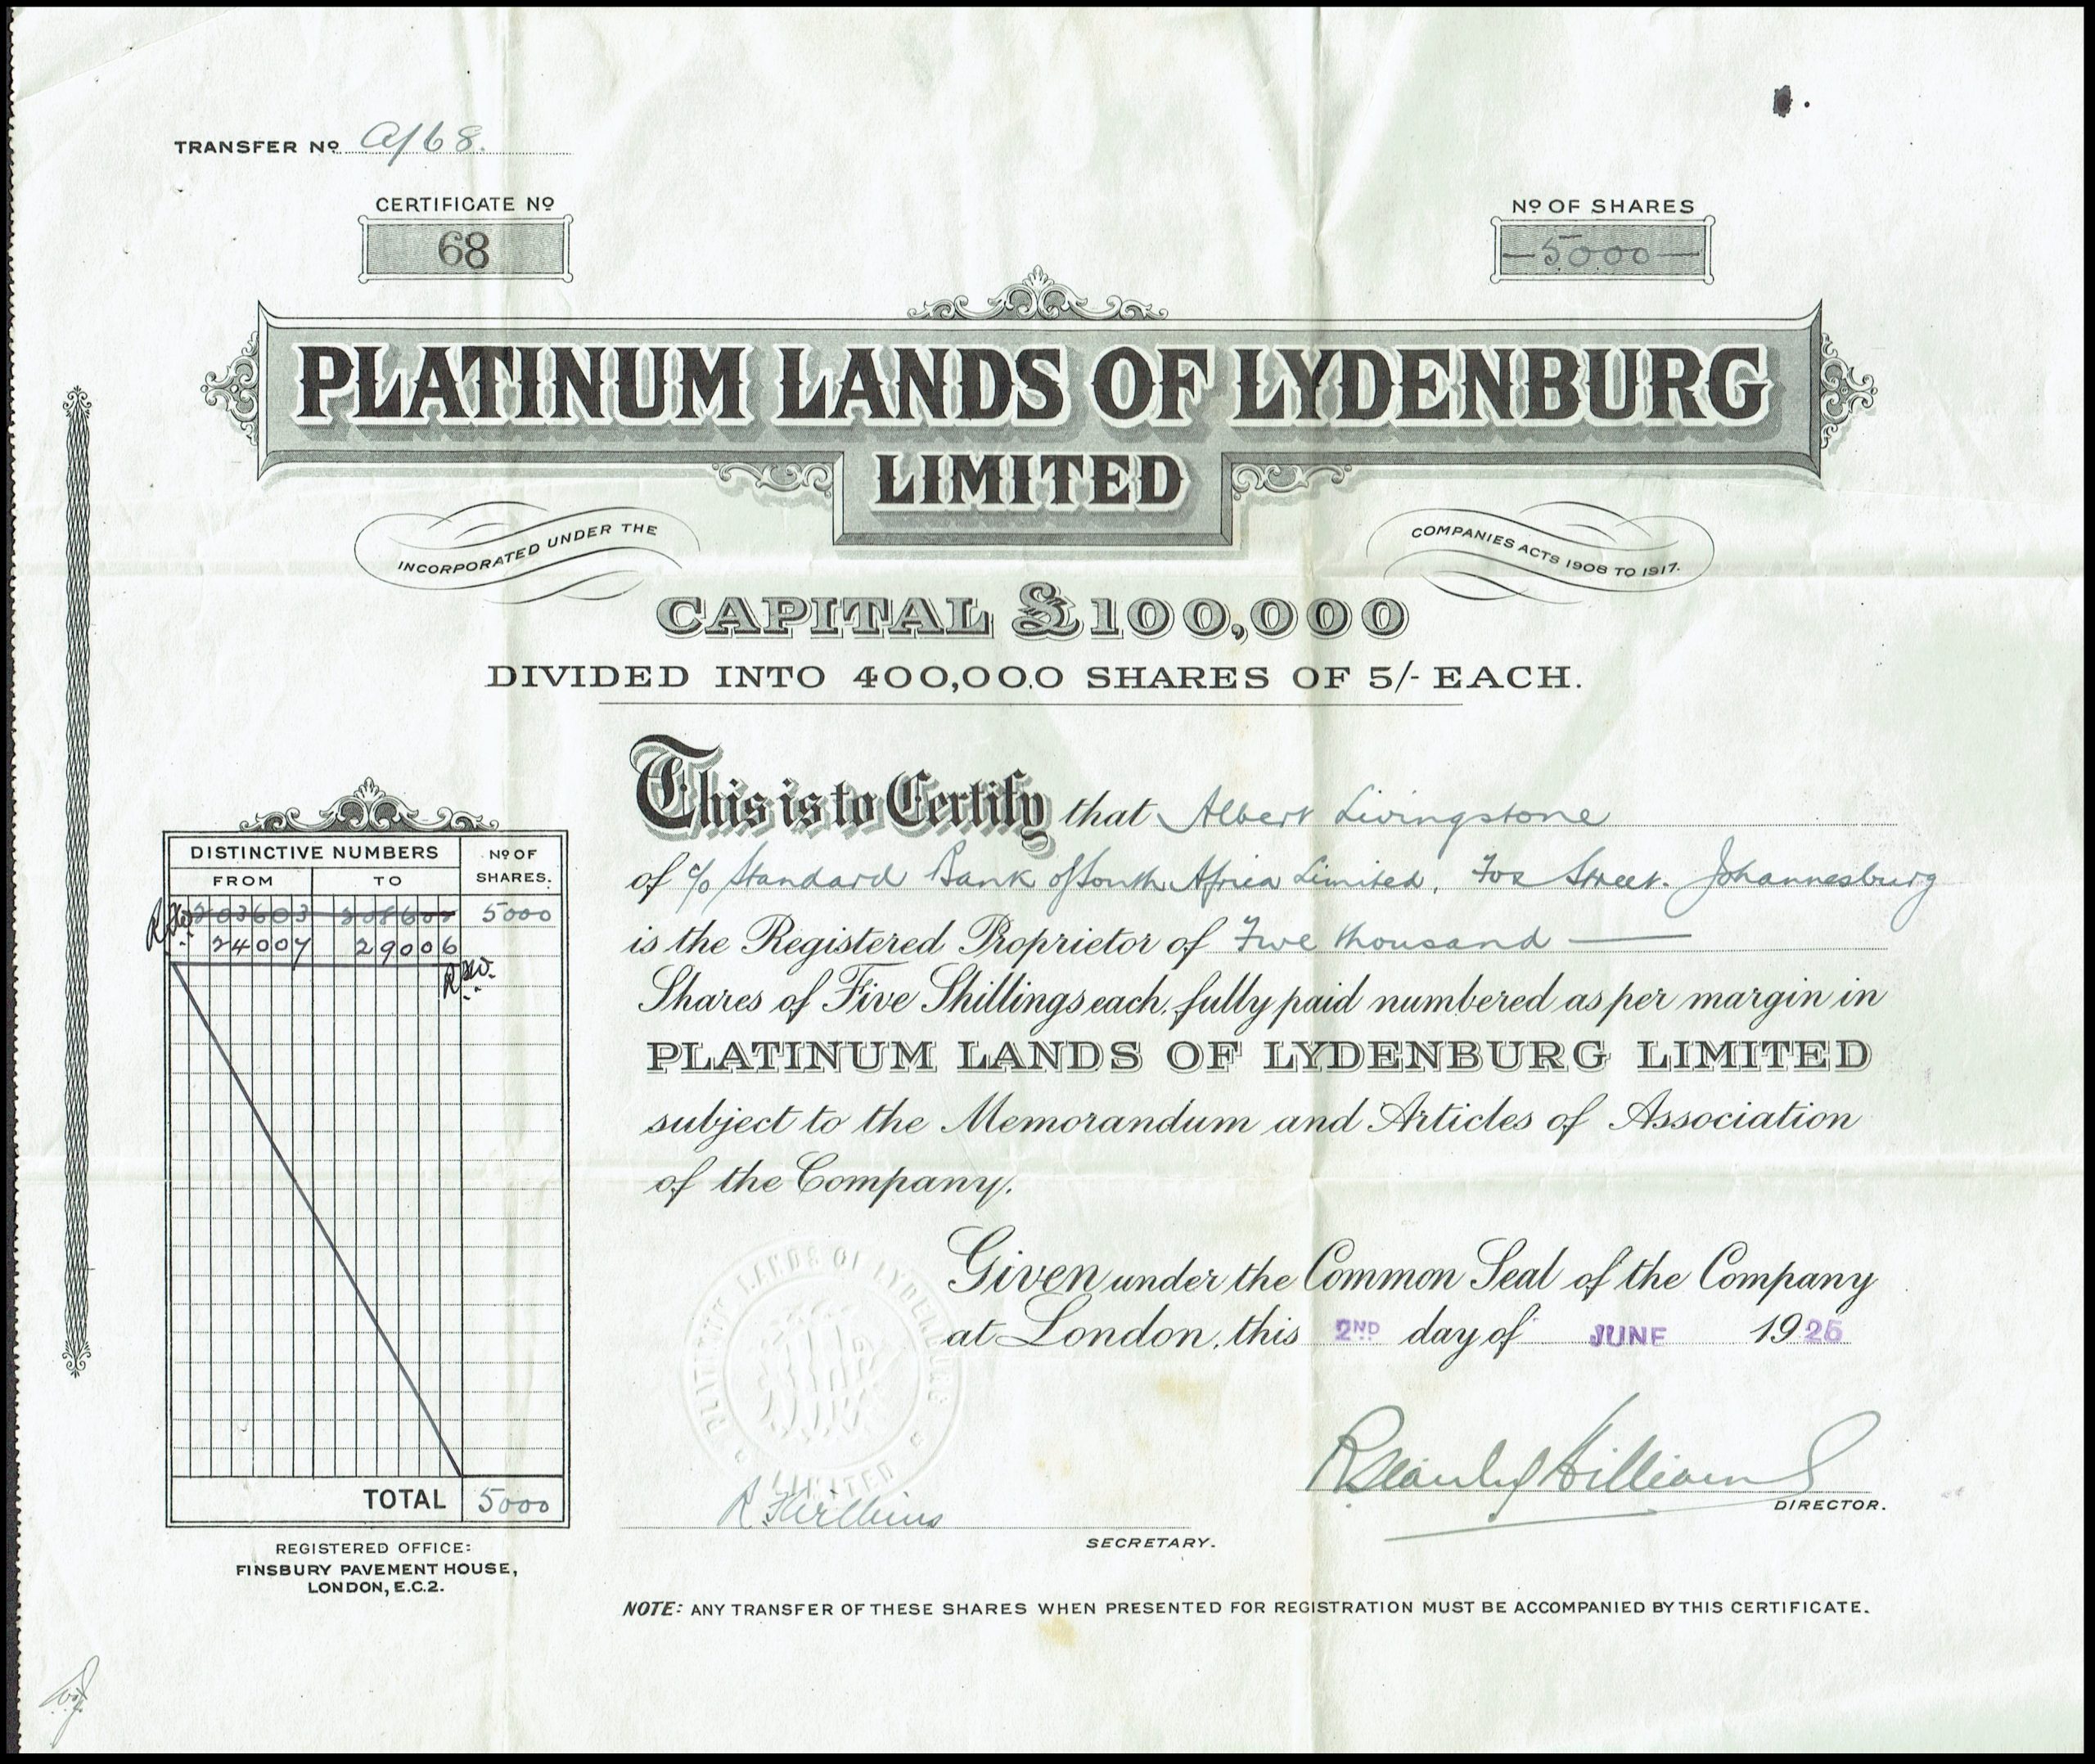 TRANSFER No A/68.
CERTIFICATE No
68
No OF SHARES
—5000—
PLATINUM LANDS OF LYDENBURG
LIMITED
INCORPORATED UNDER THE
COMPANIES ACTS 1908 TO 1917.
CAPITAL £100,000
DIVIDED INTO 400,000 SHARES OF 5/- EACH.
This is to Certify that Albert Livingstone
of c/o Standard Bank of South Africa Limited, Fox Street. Johannesburg
is the Registered Proprietor of Five thousand —
Shares of Five Shillings each, fully paid numbered as per margin in
PLATINUM LANDS OF LYDENBURG LIMITED
subject to the Memorandum and Articles of Association
of the Company.
Given under the Common Seal of the Company
at London, this 2ND day of JUNE 1925
DISTINCTIVE NUMBERS
No OF SHARES.
FROM TO
203603 208602 5000
24007 29006
TOTAL 5000
REGISTERED OFFICE:
FINSBURY PAVEMENT HOUSE,
LONDON, E.C.2.
PLATINUM LANDS OF LYDENBURG
LIMITED
DIRECTOR.
SECRETARY.
NOTE: ANY TRANSFER OF THESE SHARES WHEN PRESENTED FOR REGISTRATION MUST BE ACCOMPANIED BY THIS CERTIFICATE.